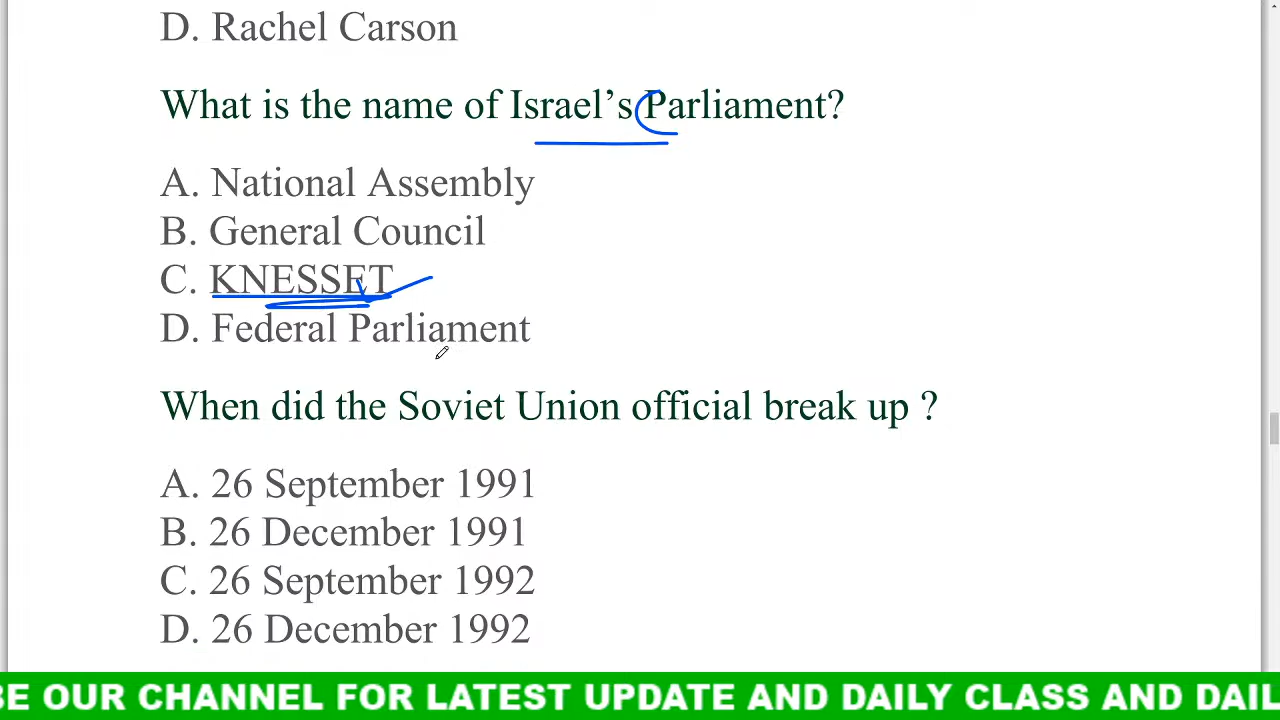 D. Rachel Carson
What is the name of Israel’s Parliament?
A. National Assembly
B. General Council
C. KNESSET
D. Federal Parliament
When did the Soviet Union official break up ?
A. 26 September 1991
B. 26 December 1991
C. 26 September 1992
D. 26 December 1992
BE OUR CHANNEL FOR LATEST UPDATE AND DAILY CLASS AND DAIL